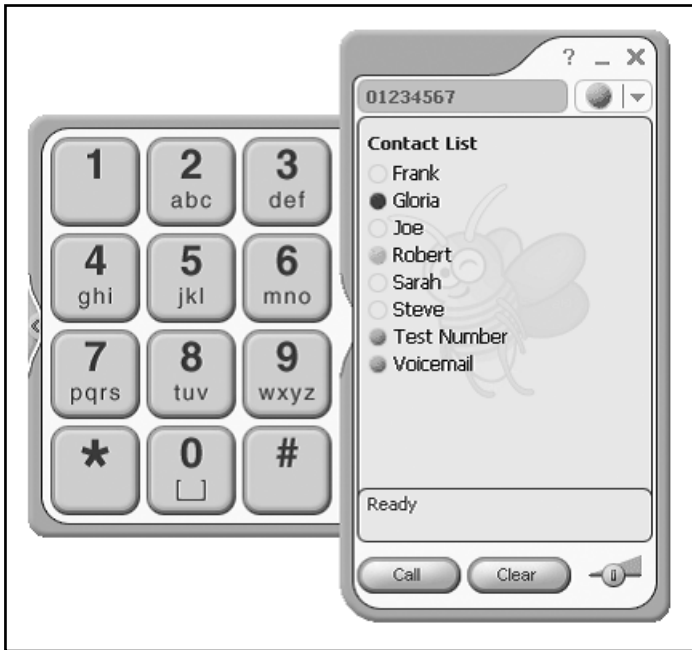 ? _ X
01234567
Contact List
Frank
Gloria
Joe
Robert
Sarah
Steve
Test Number
Voicemail
Ready
Call Clear
1 2 3
abc def
4 5 6
ghi jkl mno
7 8 9
pqrs tuv wxyz
* 0 #